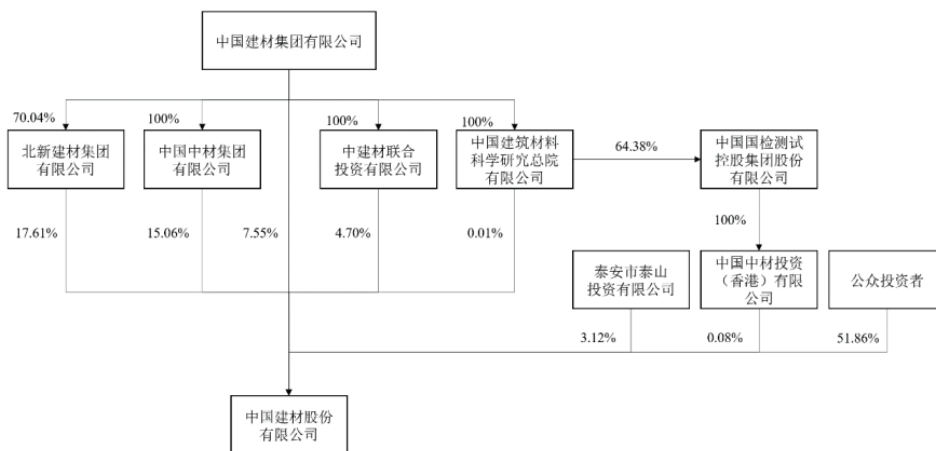 中国建材集团有限公司
70.04%
100%
100%
100%
北新建材集团
有限公司
中国中材集团
有限公司
中建材联合
投资有限公司
中国建筑材料
科学研究总院
有限公司
64.38%
中国国检测试
控股集团股份
有限公司
17.61%
15.06%
7.55%
4.70%
0.01%
100%
泰安市泰山
投资有限公司
中国中材投资
（香港）有限
公司
公众投资者
3.12%
0.08%
51.86%
中国建材股份
有限公司